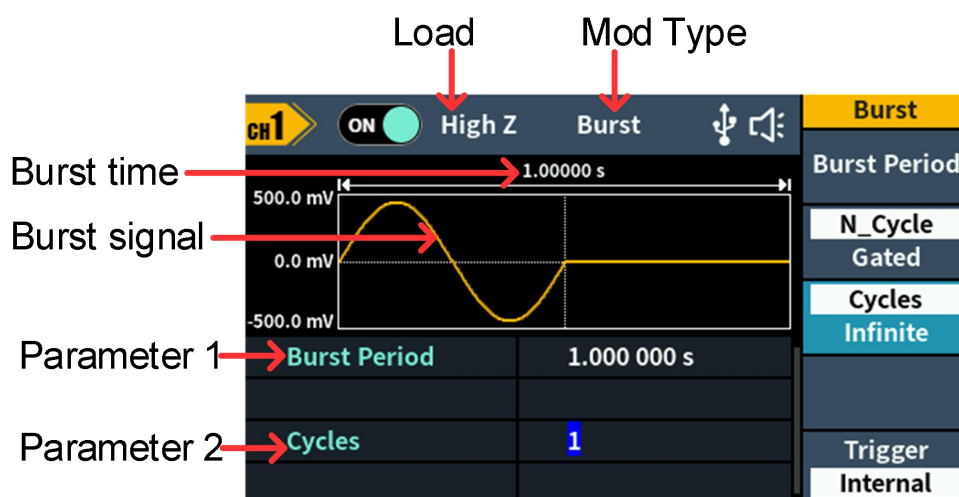 Load Mod Type
CH1 ON High Z Burst Burst
Burst time 1.00000 s Burst Period
500.0 mV
Burst signal N_Cycle
0.0 mV Gated
Cycles
-500.0 mV Infinite
Parameter 1 Burst Period 1.000 000 s
Parameter 2 Cycles 1 Trigger
Internal